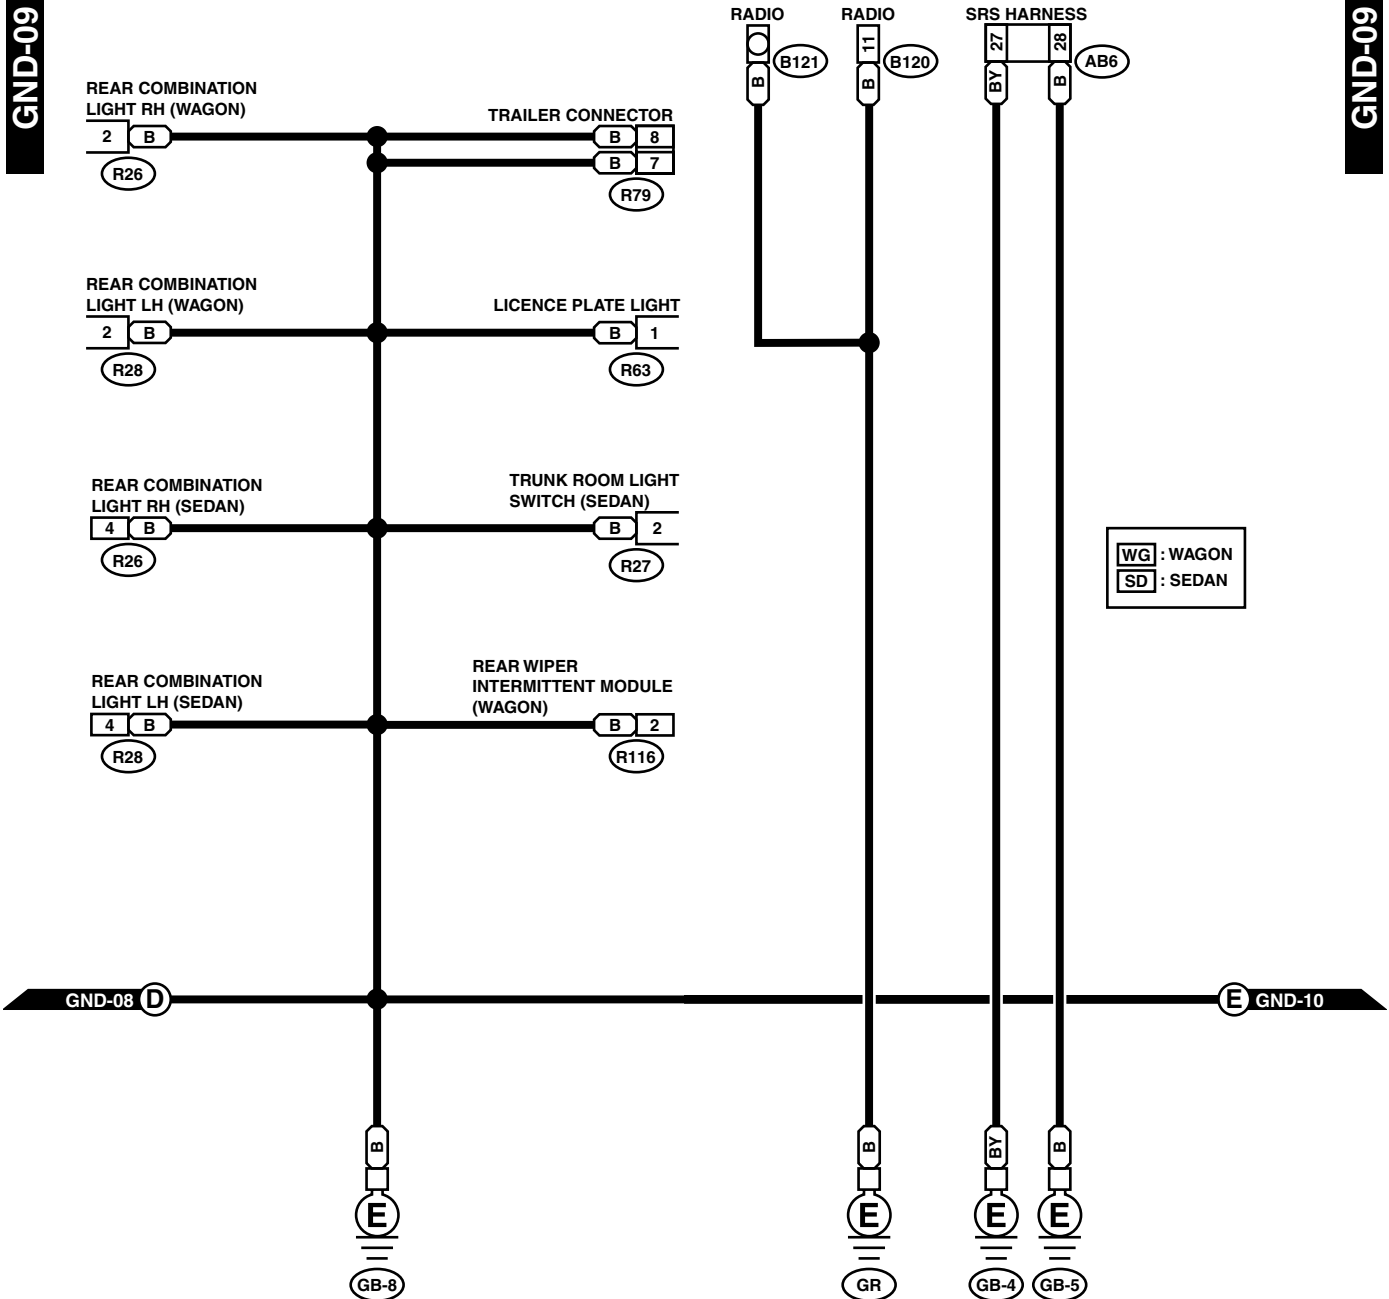 GND-09
GND-09
RADIO
RADIO
SRS HARNESS
11
27
28
B121
B120
AB6
B
B
BY
B
REAR COMBINATION
LIGHT RH (WAGON)
2 B
R26
TRAILER CONNECTOR
B 8
B 7
R79
REAR COMBINATION
LIGHT LH (WAGON)
2 B
R28
LICENCE PLATE LIGHT
B 1
R63
REAR COMBINATION
LIGHT RH (SEDAN)
4 B
R26
TRUNK ROOM LIGHT
SWITCH (SEDAN)
B 2
R27
WG : WAGON
SD : SEDAN
REAR COMBINATION
LIGHT LH (SEDAN)
4 B
R28
REAR WIPER
INTERMITTENT MODULE
(WAGON)
B 2
R116
GND-08 D
E GND-10
B
B
BY
B
E
E
E
E
GB-8
GR
GB-4
GB-5